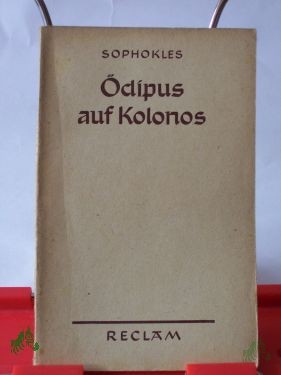 SOPHOKLES
Ödipus
auf Kolonos
RECLAM